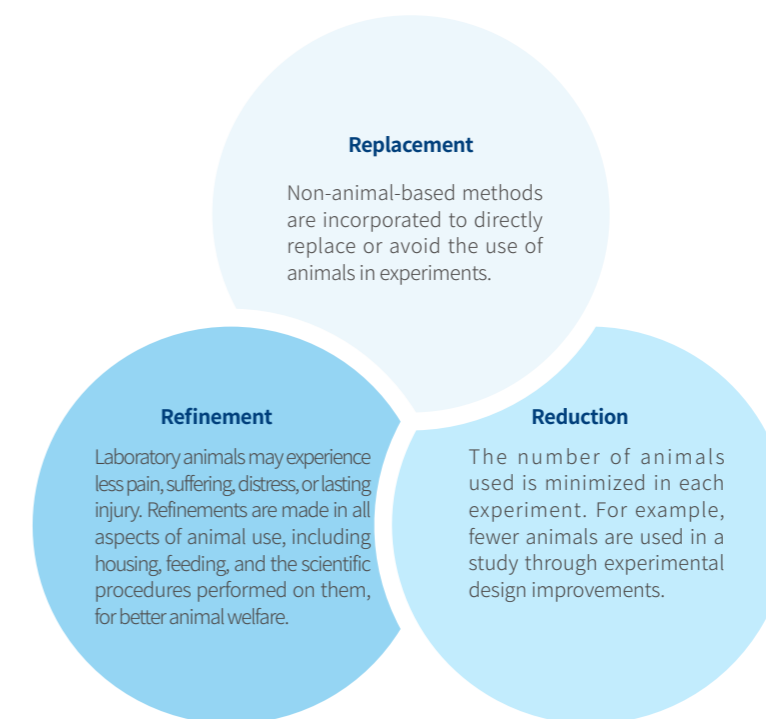 Replacement
Non-animal-based methods
are incorporated to directly
replace or avoid the use of
animals in experiments.
Refinement
Laboratory animals may experience
less pain, suffering, distress, or lasting
injury. Refinements are made in all
aspects of animal use, including
housing, feeding, and the scientific
procedures performed on them,
for better animal welfare.
Reduction
The number of animals
used is minimized in each
experiment. For example,
fewer animals are used in a
study through experimental
design improvements.